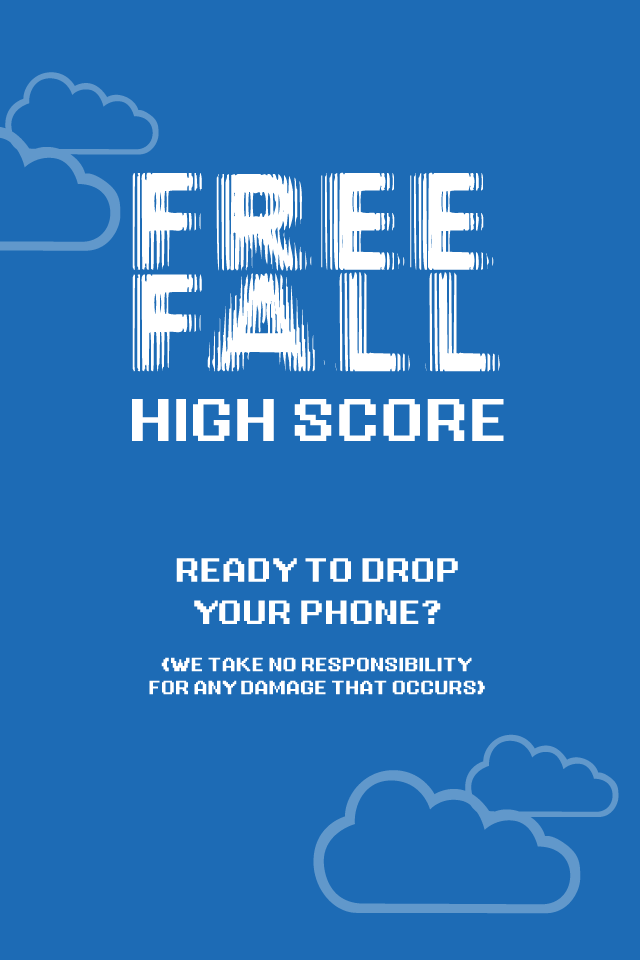 FREE
FALL
HIGH SCORE
READY TO DROP
YOUR PHONE?
(WE TAKE NO RESPONSIBILITY
FOR ANY DAMAGE THAT OCCURS)